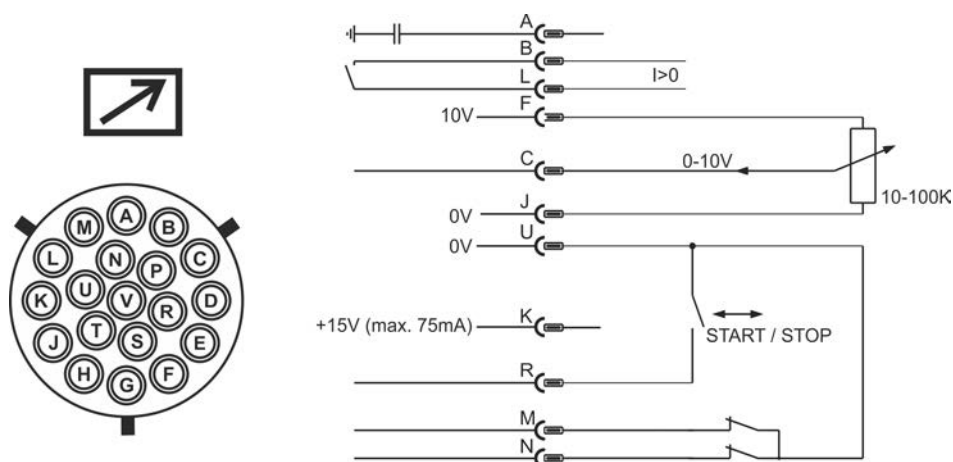 A
B
L
I>0
F
10V
C
0-10V
10-100K
J
0V
U
0V
+15V (max. 75mA)
K
START / STOP
R
M
N
A
M
B
L
N
P
C
K
U
V
R
D
J
T
S
E
H
G
F